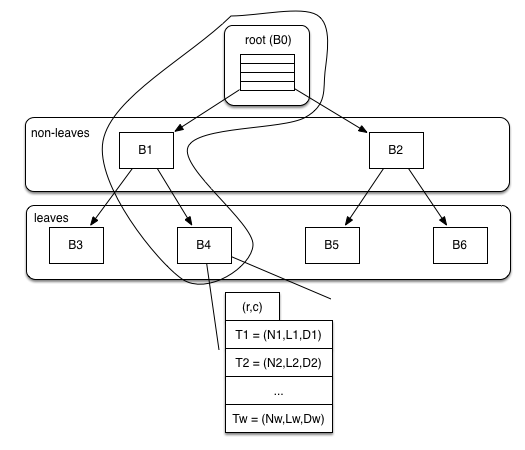 root (B0)
non-leaves
B1
B2
leaves
B3
B4
B5
B6
(r,c)
T1 = (N1,L1,D1)
T2 = (N2,L2,D2)
...
Tw = (Nw,Lw,Dw)